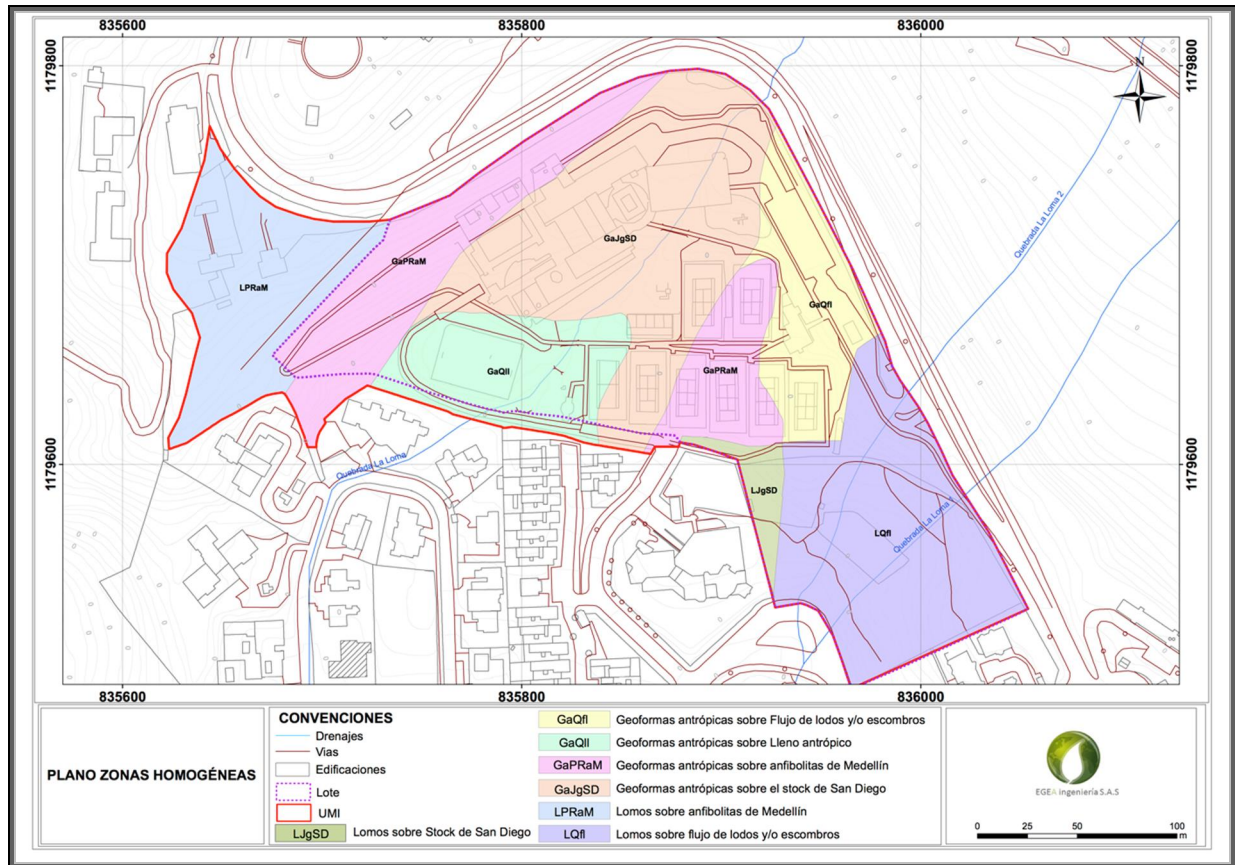 835600
835800
836000
1179800
1179800
N
Quebrada La Loma 2
GaJgSD
GaPRaM
LPRaM
GaQfl
GaQll
GaPRaM
1179600
1179600
Quebrada La Loma
LJgSD
Quebrada La Loma 1
LQfl
835600
835800
836000
PLANO ZONAS HOMOGÉNEAS
CONVENCIONES
Drenajes
Vias
Edificaciones
Lote
UMI
LJgSD Lomos sobre Stock de San Diego
GaQfl Geoformas antrópicas sobre Flujo de lodos y/o escombros
GaQll Geoformas antrópicas sobre Lleno antrópico
GaPRaM Geoformas antrópicas sobre anfibolitas de Medellín
GaJgSD Geoformas antrópicas sobre el stock de San Diego
LPRaM Lomos sobre anfibolitas de Medellín
LQfl Lomos sobre flujo de lodos y/o escombros
EGEA ingeniería S.A.S
0 25 50 100
m